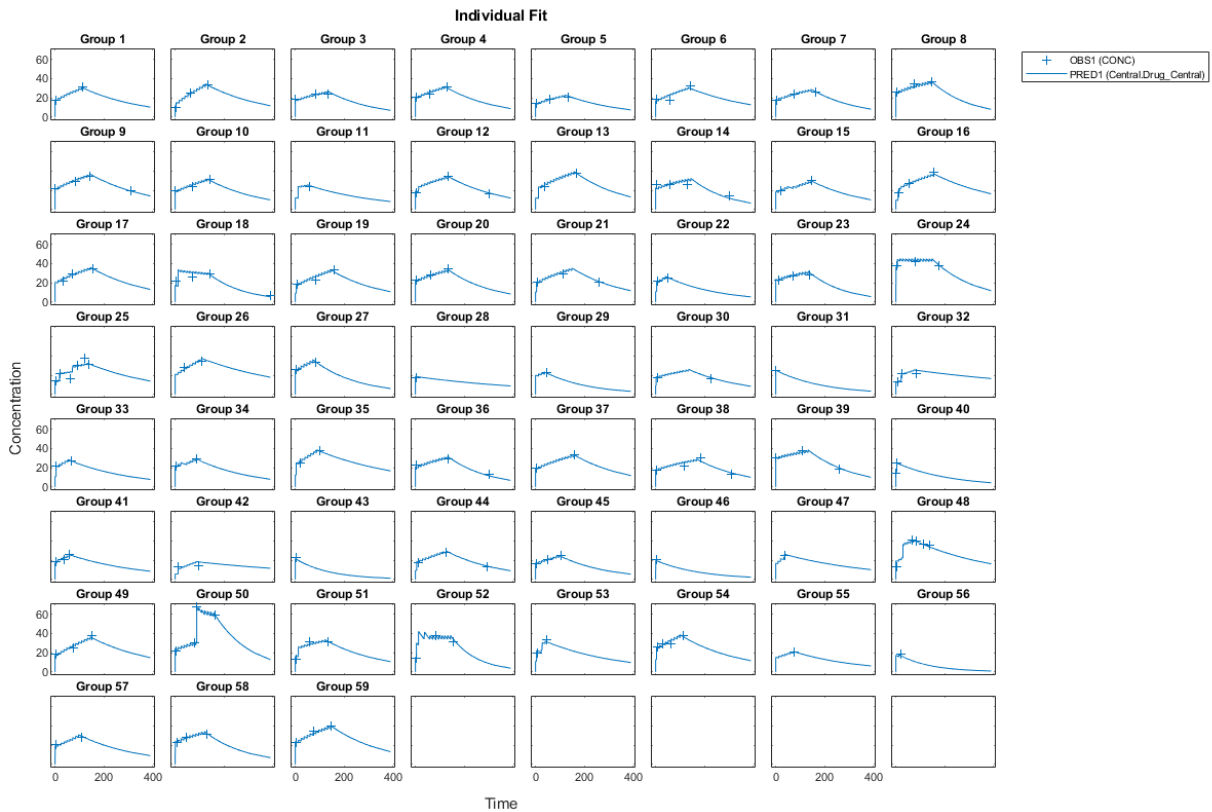 Individual Fit
Group 1 Group 2 Group 3 Group 4 Group 5 Group 6 Group 7 Group 8
OBS1 (CONC)
PRED1 (Central.Drug_Central)
60
40
20
0
Group 9 Group 10 Group 11 Group 12 Group 13 Group 14 Group 15 Group 16
Group 17 Group 18 Group 19 Group 20 Group 21 Group 22 Group 23 Group 24
60
40
20
0
Group 25 Group 26 Group 27 Group 28 Group 29 Group 30 Group 31 Group 32
Concentration
Group 33 Group 34 Group 35 Group 36 Group 37 Group 38 Group 39 Group 40
60
40
20
0
Group 41 Group 42 Group 43 Group 44 Group 45 Group 46 Group 47 Group 48
Group 49 Group 50 Group 51 Group 52 Group 53 Group 54 Group 55 Group 56
60
40
20
0
Group 57 Group 58 Group 59
0 200 400 0 200 400 0 200 400 0 200 400
Time